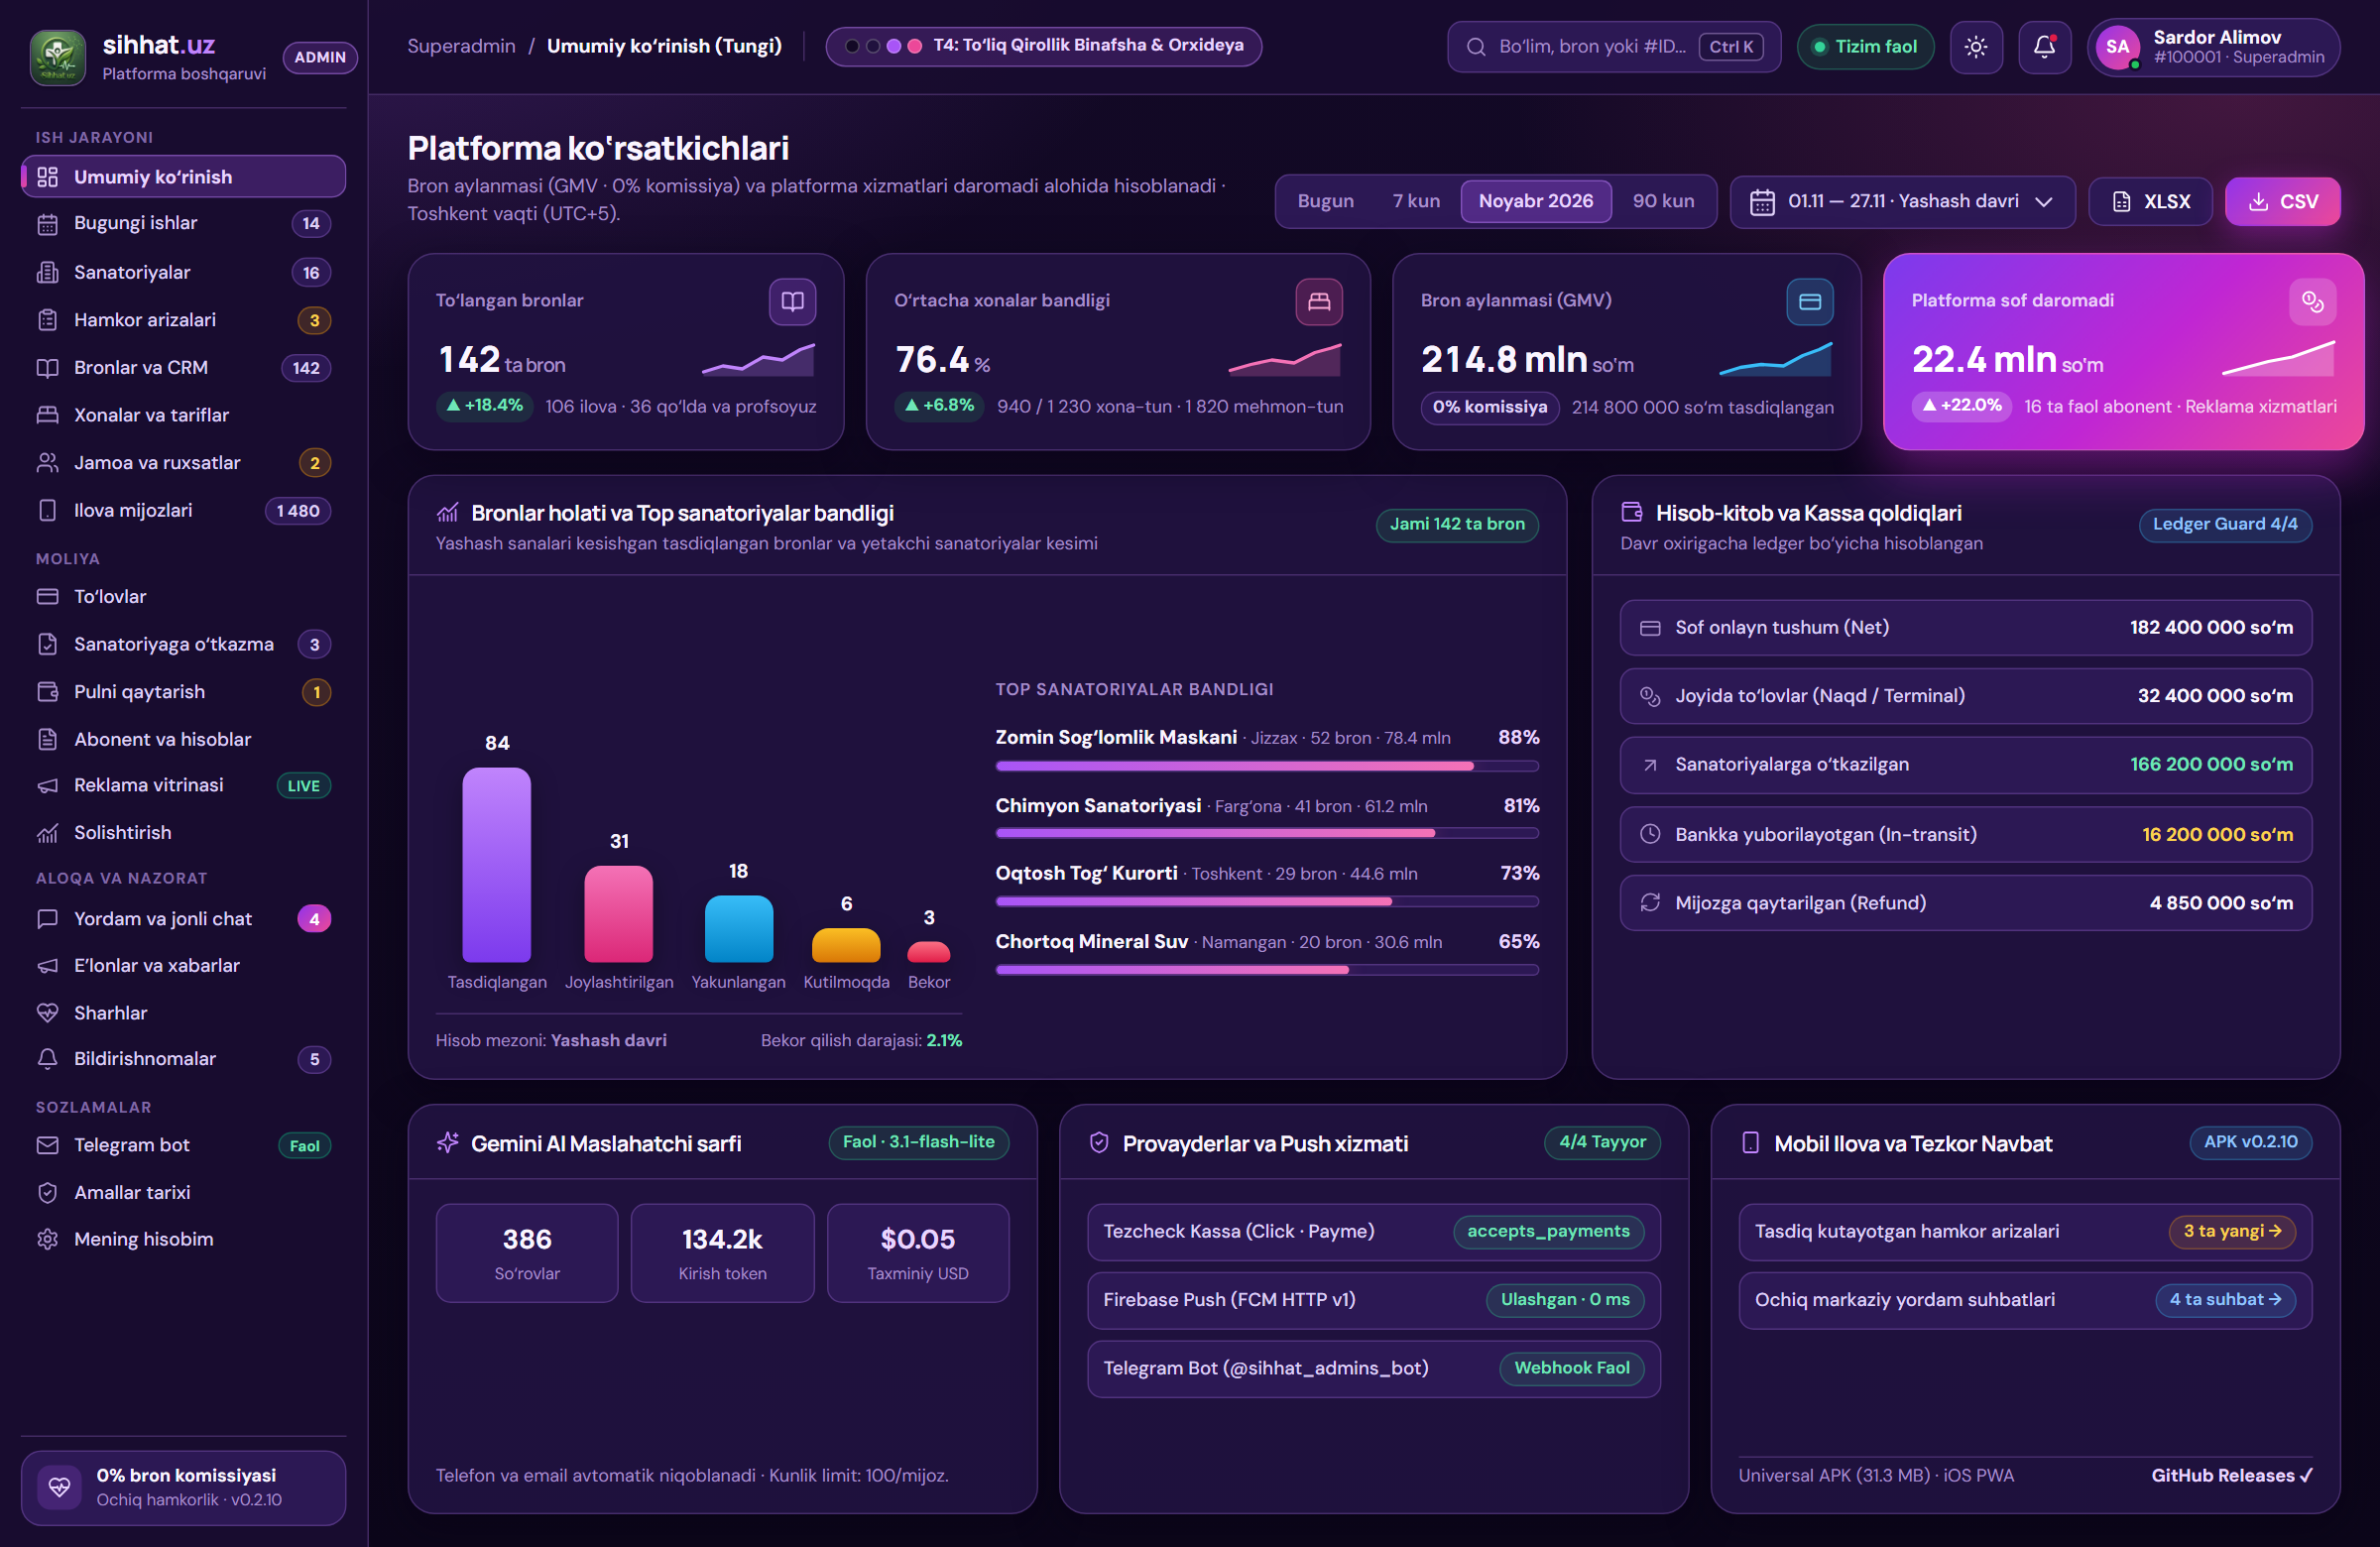 sihhat.uz
Platforma boshqaruvi
ADMIN
ISH JARAYONI
Umumiy ko‘rinish
Bugungi ishlar 14
Sanatoriyalar 16
Hamkor arizalari 3
Bronlar va CRM 142
Xonalar va tariflar
Jamoa va ruxsatlar 2
Ilova mijozlari 1 480
MOLIYA
To‘lovlar
Sanatoriyaga o‘tkazma 3
Pulni qaytarish 1
Abonent va hisoblar
Reklama vitrinasi LIVE
Solishtirish
ALOQA VA NAZORAT
Yordam va jonli chat 4
E’lonlar va xabarlar
Sharhlar
Bildirishnomalar 5
SOZLAMALAR
Telegram bot Faol
Amallar tarixi
Mening hisobim
0% bron komissiyasi
Ochiq hamkorlik · v0.2.10
Superadmin / Umumiy ko‘rinish (Tungi)
T4: To‘liq Qirollik Binafsha & Orxideya
Bo‘lim, bron yoki #ID... Ctrl K
Tizim faol
SA
Sardor Alimov
#100001 · Superadmin
Platforma ko‘rsatkichlari
Bron aylanmasi (GMV · 0% komissiya) va platforma xizmatlari daromadi alohida hisoblanadi ·
Toshkent vaqti (UTC+5).
Bugun 7 kun Noyabr 2026 90 kun
01.11 — 27.11 · Yashash davri
XLSX
CSV
To‘langan bronlar
142 ta bron
▲ +18.4% 106 ilova · 36 qo‘lda va profsoyuz
O‘rtacha xonalar bandligi
76.4 %
▲ +6.8% 940 / 1 230 xona-tun · 1 820 mehmon-tun
Bron aylanmasi (GMV)
214.8 mln so‘m
0% komissiya 214 800 000 so‘m tasdiqlangan
Platforma sof daromadi
22.4 mln so‘m
▲ +22.0% 16 ta faol abonent · Reklama xizmatlari
Bronlar holati va Top sanatoriyalar bandligi
Yashash sanalari kesishgan tasdiqlangan bronlar va yetakchi sanatoriyalar kesimi
Jami 142 ta bron
84
31
18
6
3
Tasdiqlangan Joylashtirilgan Yakunlangan Kutilmoqda Bekor
Hisob mezoni: Yashash davri Bekor qilish darajasi: 2.1%
TOP SANATORIYALAR BANDLIGI
Zomin Sog‘lomlik Maskani · Jizzax · 52 bron · 78.4 mln 88%
Chimyon Sanatoriyasi · Farg‘ona · 41 bron · 61.2 mln 81%
Oqtosh Tog‘ Kurorti · Toshkent · 29 bron · 44.6 mln 73%
Chortoq Mineral Suv · Namangan · 20 bron · 30.6 mln 65%
Hisob-kitob va Kassa qoldiqlari
Davr oxirigacha ledger bo‘yicha hisoblangan
Ledger Guard 4/4
Sof onlayn tushum (Net) 182 400 000 so‘m
Joyida to‘lovlar (Naqd / Terminal) 32 400 000 so‘m
Sanatoriyalarga o‘tkazilgan 166 200 000 so‘m
Bankka yuborilayotgan (In-transit) 16 200 000 so‘m
Mijozga qaytarilgan (Refund) 4 850 000 so‘m
Gemini AI Maslahatchi sarfi
Faol · 3.1-flash-lite
386
So‘rovlar
134.2k
Kirish token
$0.05
Taxminiy USD
Telefon va email avtomatik niqoblanadi · Kunlik limit: 100/mijoz.
Provayderlar va Push xizmati
4/4 Tayyor
Tezcheck Kassa (Click · Payme) accepts_payments
Firebase Push (FCM HTTP v1) Ulashgan · 0 ms
Telegram Bot (@sihhat_admins_bot) Webhook Faol
Mobil Ilova va Tezkor Navbat
APK v0.2.10
Tasdiq kutayotgan hamkor arizalari 3 ta yangi →
Ochiq markaziy yordam suhbatlari 4 ta suhbat →
Universal APK (31.3 MB) · iOS PWA GitHub Releases ✓